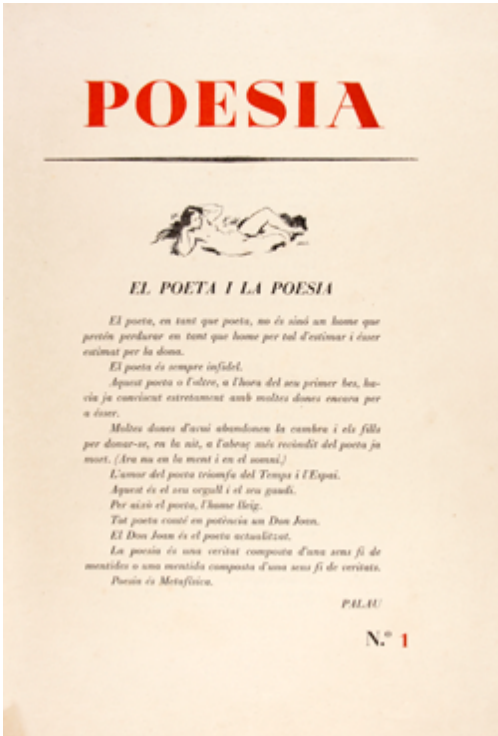 POESIA
EL POETA I LA POESIA
El poeta, en tant que poeta, no és sinó un home que
pretén perdurar en tant que home per tal d'estimar i ésser
estimat per la dona.
El poeta és sempre infidel.
Aquest poeta o l'altre, a l'hora del seu primer bes, ha-
via ja conviscut estretament amb moltes dones encara per
a ésser.
Moltes dones d'avui abandonen la cambra i els fills
per donar-se, en la nit, a l'abraç més recòndit del poeta ja
mort. (Ara nu en la ment i en el somni.)
L'amor del poeta triomfa del Temps i l'Espai.
Aquest és el seu orgull i el seu gaudi.
Per això el poeta, l'home lleig.
Tot poeta conté en potència un Don Joan.
El Don Joan és el poeta actualitzat.
La poesia és una veritat composta d'una sens fi de
mentides o una mentida composta d'una sens fi de veritats.
Poesia és Metafísica.
PALAU
N.º 1